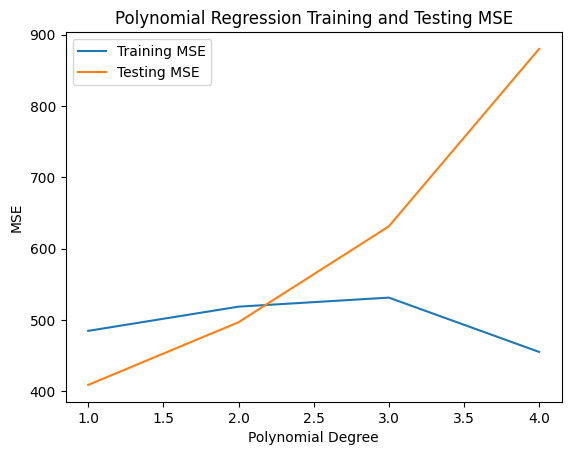 Polynomial Regression Training and Testing MSE
Training MSE
Testing MSE
900
800
700
600
500
400
MSE
1.0 1.5 2.0 2.5 3.0 3.5 4.0
Polynomial Degree